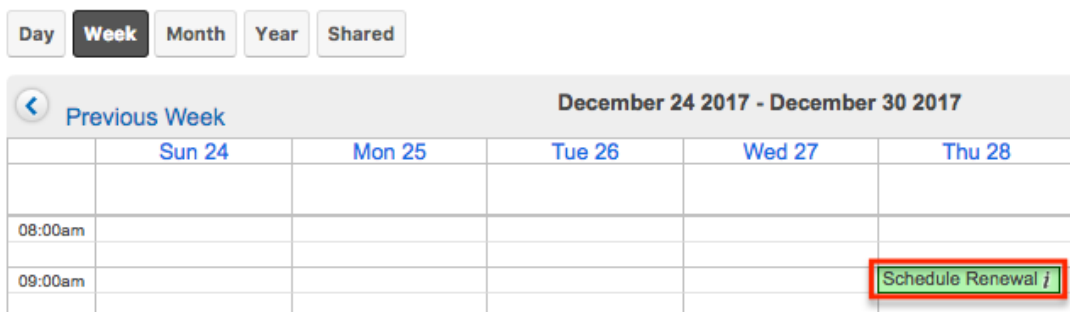 Day Week Month Year Shared
Previous Week December 24 2017 - December 30 2017
Sun 24 Mon 25 Tue 26 Wed 27 Thu 28
08:00am
09:00am Schedule Renewal i